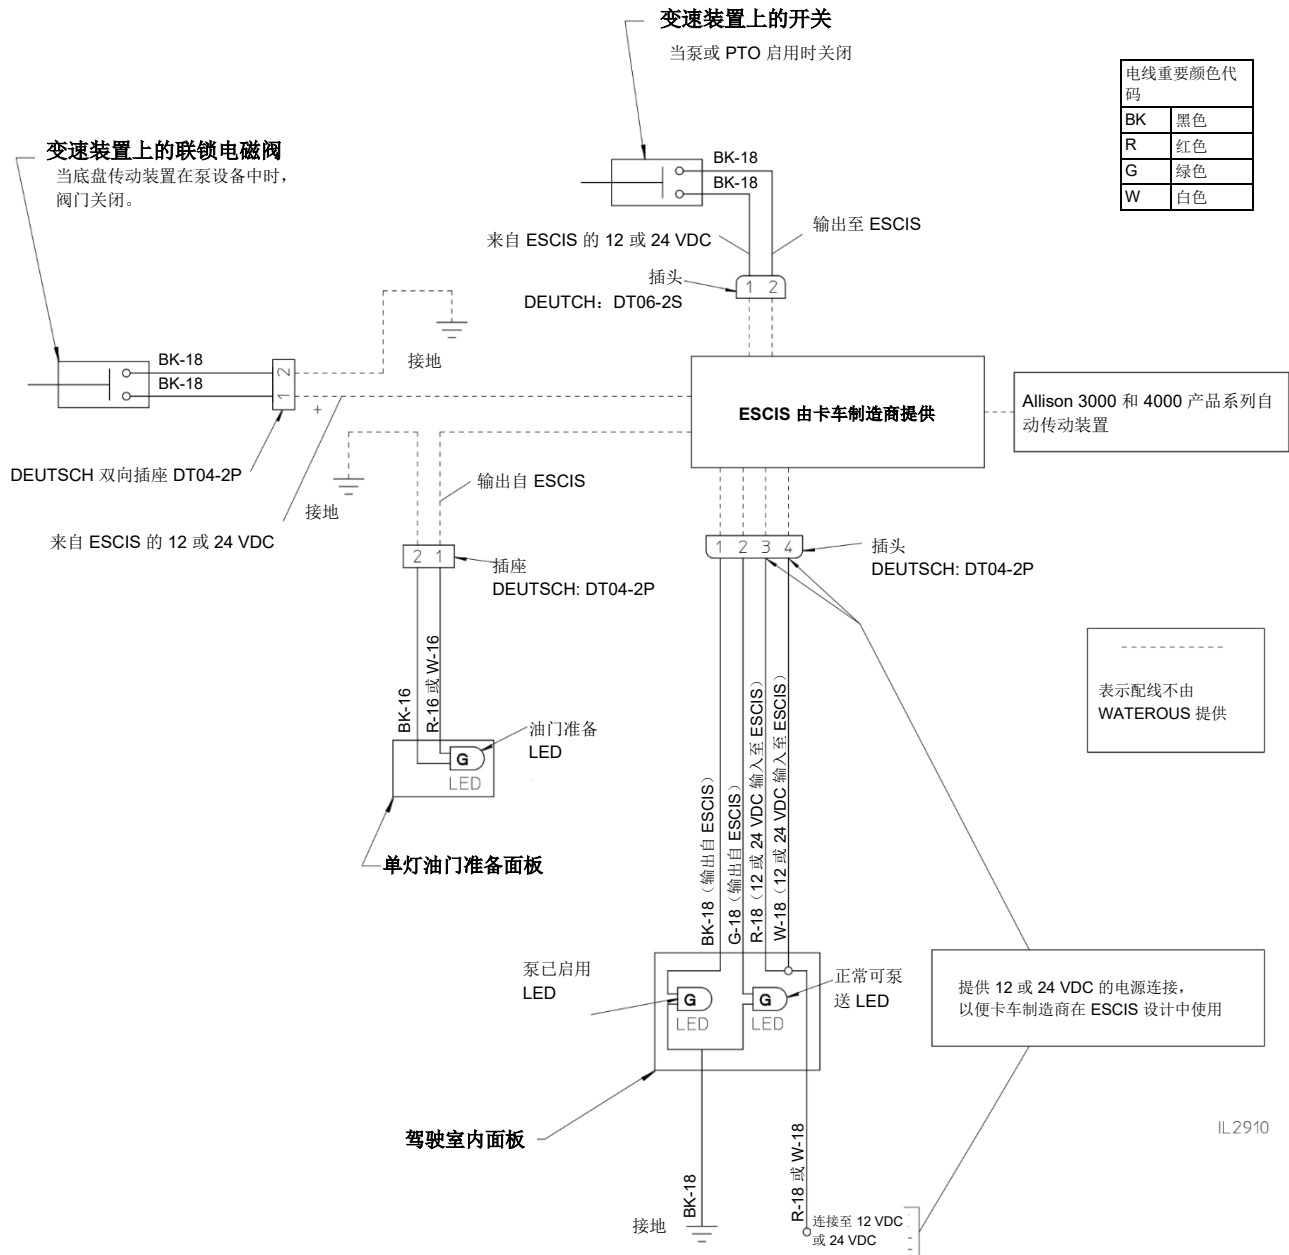 变速装置上的开关
当泵或 PTO 启用时关闭
电线重要颜色代
码
BK 黑色
R 红色
G 绿色
W 白色
变速装置上的联锁电磁阀
当底盘传动装置在泵设备中时，
阀门关闭。
BK-18
BK-18
来自 ESCIS 的 12 或 24 VDC
输出至 ESCIS
插头
DEUTCH：DT06-2S
1 2
接地
BK-18
BK-18
2
1
+
ESCIS 由卡车制造商提供
Allison 3000 和 4000 产品系列自
动传动装置
DEUTSCH 双向插座 DT04-2P
接地
输出自 ESCIS
来自 ESCIS 的 12 或 24 VDC
2 1
插座
DEUTSCH: DT04-2P
1 2 3 4
插头
DEUTSCH: DT04-2P
BK-16
R-16 或 W-16
油门准备
LED
G
LED
单灯油门准备面板
表示配线不由
WATEROUS 提供
BK-18（输出自 ESCIS）
G-18（输出自 ESCIS）
R-18（12 或 24 VDC 输入至 ESCIS）
W-18（12 或 24 VDC 输入至 ESCIS）
泵已启用
LED
G
LED
G
LED
正常可泵
送 LED
提供 12 或 24 VDC 的电源连接，
以便卡车制造商在 ESCIS 设计中使用
驾驶室内面板
BK-18
接地
R-18 或 W-18
连接至 12 VDC
或 24 VDC
IL2910